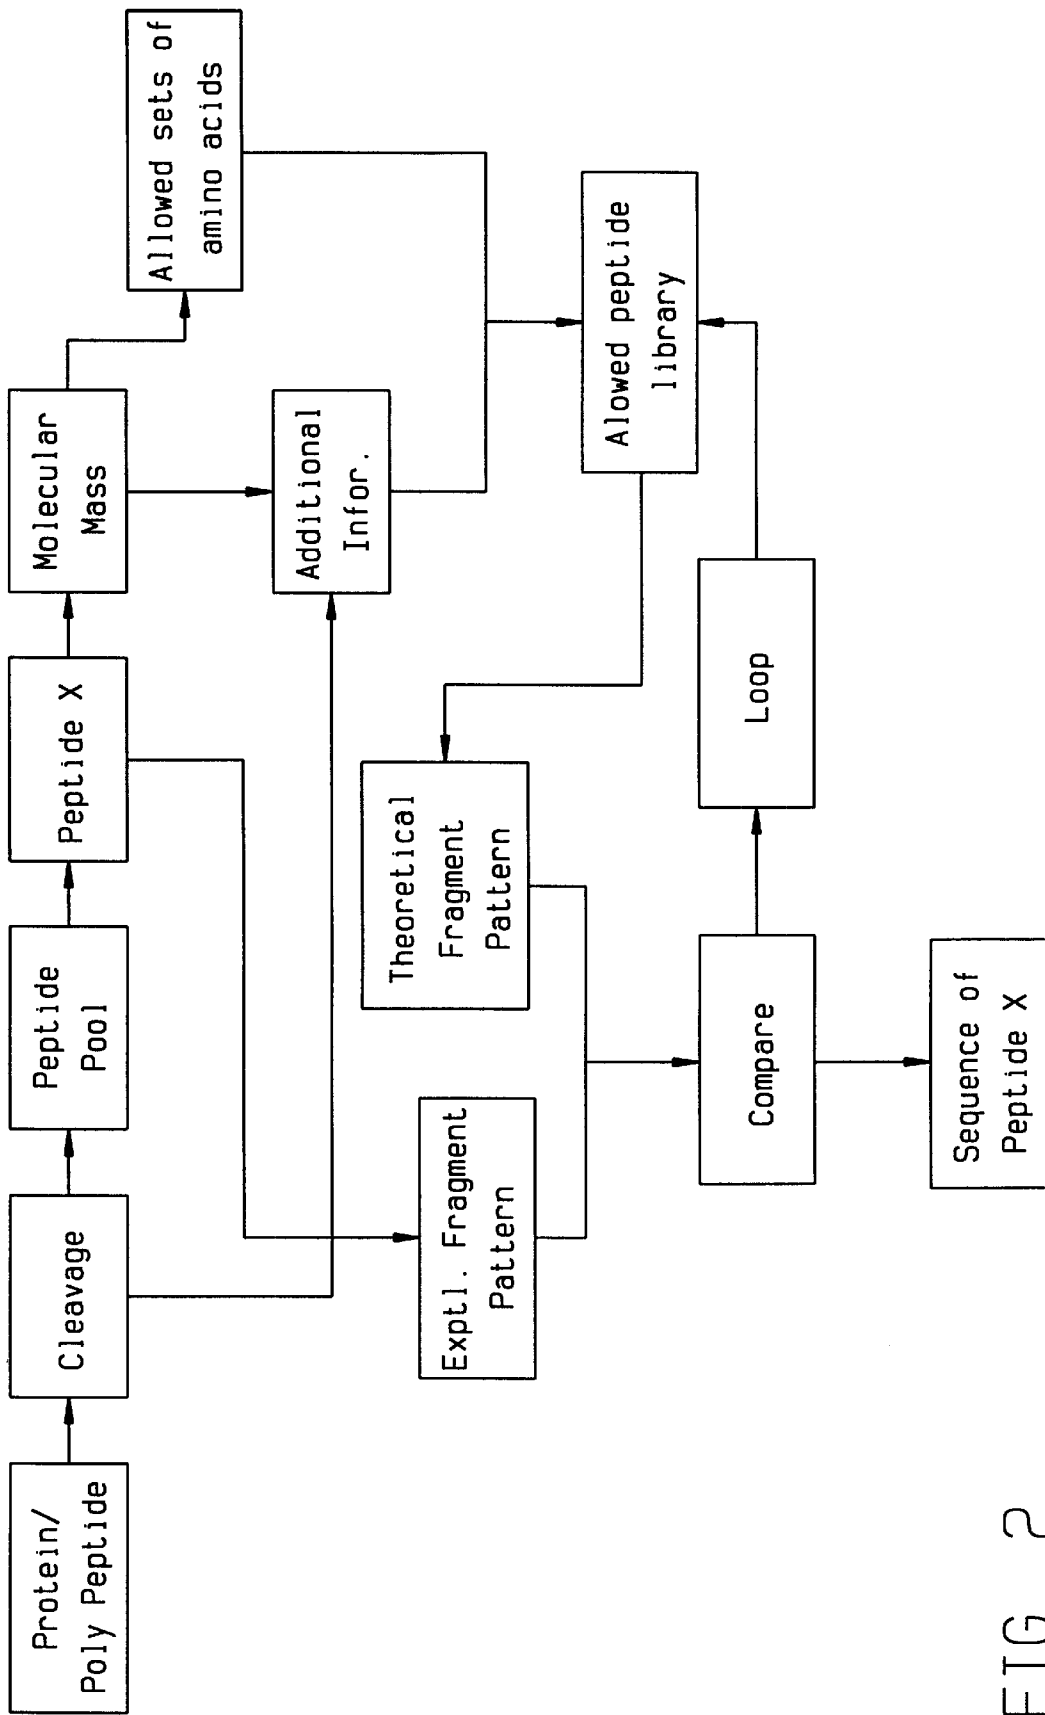 Protein/
Poly Peptide
Cleavage
Peptide
Pool
Peptide X
Molecular
Mass
Allowed sets of
amino acids
Additional
Infor.
Exptl. Fragment
Pattern
Theoretical
Fragment
Pattern
Alowed peptide
library
Compare
Loop
Sequence of
Peptide X
FIG 2